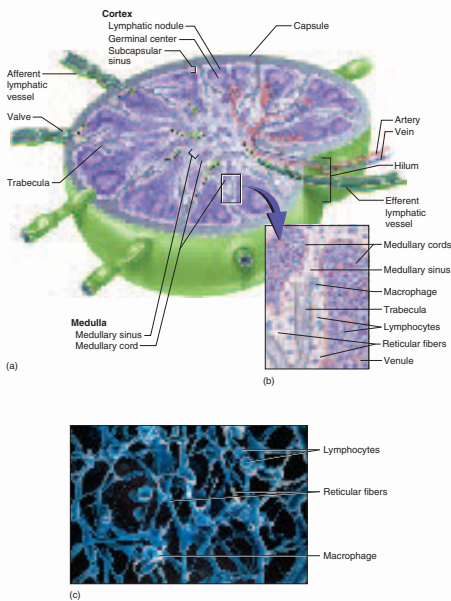 Cortex
Lymphatic nodule
Germinal center
Subcapsular
sinus
Capsule
Afferent
lymphatic
vessel
Valve
Trabecula
Artery
Vein
Hilum
Efferent
lymphatic
vessel
Medullary cords
Medullary sinus
Macrophage
Trabecula
Lymphocytes
Reticular fibers
Venule
Medulla
Medullary sinus
Medullary cord
(a)
(b)
Lymphocytes
Reticular fibers
Macrophage
(c)